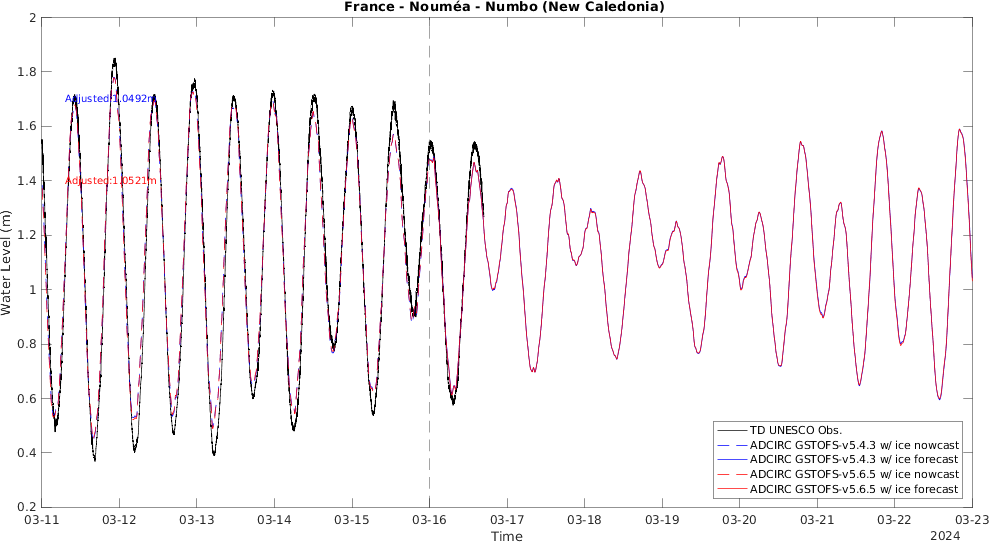 France - Nouméa - Numbo (New Caledonia)
2
1.8
1.6
1.4
1.2
1
0.8
0.6
0.4
0.2
Water Level (m)
Adjusted:1.0492m
Adjusted:1.0521m
TD UNESCO Obs.
ADCIRC GSTOFS-v5.4.3 w/ ice nowcast
ADCIRC GSTOFS-v5.4.3 w/ ice forecast
ADCIRC GSTOFS-v5.6.5 w/ ice nowcast
ADCIRC GSTOFS-v5.6.5 w/ ice forecast
03-11 03-12 03-13 03-14 03-15 03-16 03-17 03-18 03-19 03-20 03-21 03-22 03-23
Time
2024